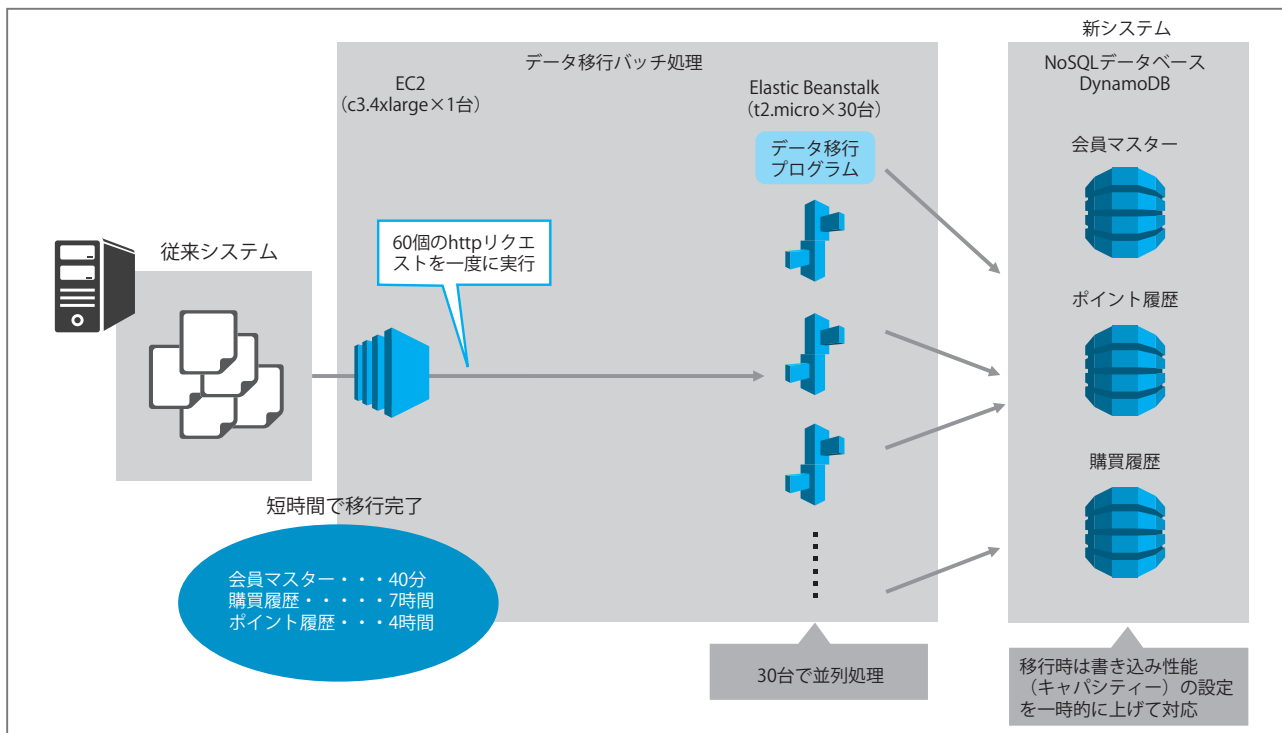 新システム
データ移行バッチ処理
NoSQLデータベース
DynamoDB
EC2
（c3.4xlarge×1台）
Elastic Beanstalk
（t2.micro×30台）
データ移行
プログラム
会員マスター
60個のhttpリクエ
ストを一度に実行
従来システム
ポイント履歴
購買履歴
短時間で移行完了
会員マスター・・・40分
購買履歴・・・・・7時間
ポイント履歴・・・4時間
30台で並列処理
移行時は書き込み性能
（キャパシティー）の設定
を一時的に上げて対応